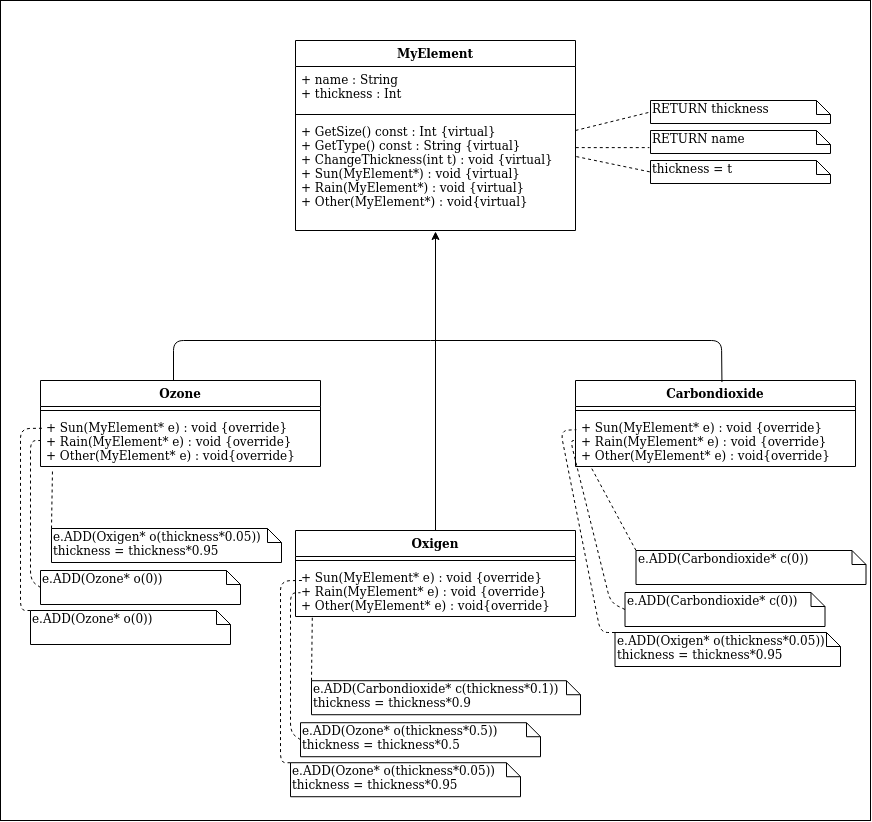 MyElement
+ name : String
+ thickness : Int
+ GetSize() const : Int {virtual}
+ GetType() const : String {virtual}
+ ChangeThickness(int t) : void {virtual}
+ Sun(MyElement*) : void {virtual}
+ Rain(MyElement*) : void {virtual}
+ Other(MyElement*) : void{virtual}
RETURN thickness
RETURN name
thickness = t
Ozone
+ Sun(MyElement* e) : void {override}
+ Rain(MyElement* e) : void {override}
+ Other(MyElement* e) : void{override}
e.ADD(Oxigen* o(thickness*0.05))
thickness = thickness*0.95
e.ADD(Ozone* o(0))
e.ADD(Ozone* o(0))
Oxigen
+ Sun(MyElement* e) : void {override}
+ Rain(MyElement* e) : void {override}
+ Other(MyElement* e) : void{override}
e.ADD(Carbondioxide* c(thickness*0.1))
thickness = thickness*0.9
e.ADD(Ozone* o(thickness*0.5))
thickness = thickness*0.5
e.ADD(Ozone* o(thickness*0.05))
thickness = thickness*0.95
Carbondioxide
+ Sun(MyElement* e) : void {override}
+ Rain(MyElement* e) : void {override}
+ Other(MyElement* e) : void{override}
e.ADD(Carbondioxide* c(0))
e.ADD(Carbondioxide* c(0))
e.ADD(Oxigen* o(thickness*0.05))
thickness = thickness*0.95